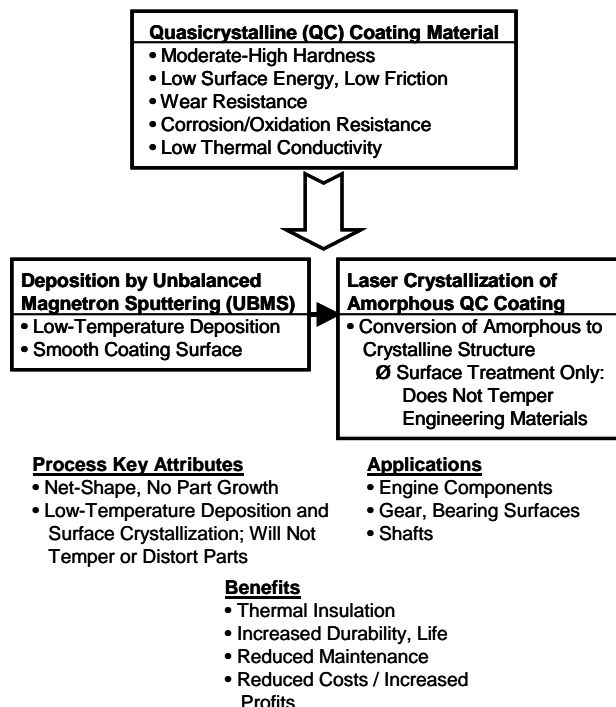 Quasicrystalline (QC) Coating Material
• Moderate-High Hardness
• Low Surface Energy, Low Friction
• Wear Resistance
• Corrosion/Oxidation Resistance
• Low Thermal Conductivity
Deposition by Unbalanced
Magnetron Sputtering (UBMS)
• Low-Temperature Deposition
• Smooth Coating Surface
Laser Crystallization of
Amorphous QC Coating
• Conversion of Amorphous to
Crystalline Structure
Ø Surface Treatment Only:
Does Not Temper
Engineering Materials
Process Key Attributes
• Net-Shape, No Part Growth
• Low-Temperature Deposition and
Surface Crystallization; Will Not
Temper or Distort Parts
Applications
• Engine Components
• Gear, Bearing Surfaces
• Shafts
Benefits
• Thermal Insulation
• Increased Durability, Life
• Reduced Maintenance
• Reduced Costs / Increased
Profits